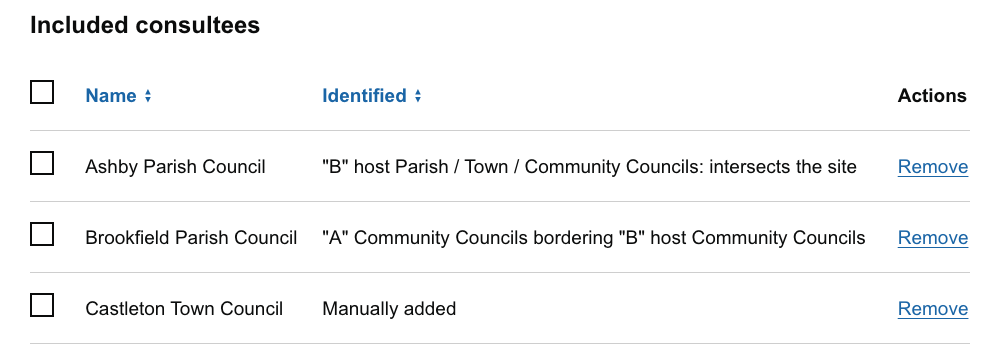 Included consultees
Name Identified Actions
Ashby Parish Council "B" host Parish / Town / Community Councils: intersects the site Remove
Brookfield Parish Council "A" Community Councils bordering "B" host Community Councils Remove
Castleton Town Council Manually added Remove